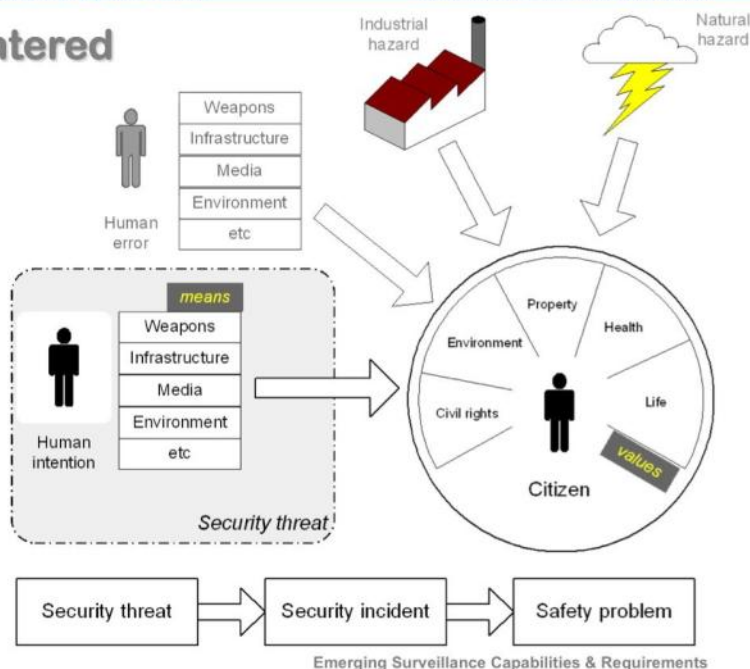 ntered
Industrial
hazard
Natural
hazard
Weapons
Infrastructure
Media
Environment
etc
Human
error
means
Weapons
Infrastructure
Media
Environment
etc
Human
intention
Security threat
Property
Health
Environment
Life
Civil rights
values
Citizen
Security threat
Security incident
Safety problem
Emerging Surveillance Capabilities & Requirements